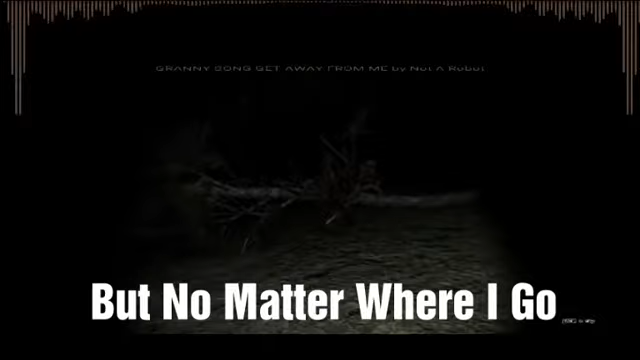 GRANNY SONG GET AWAY FROM ME by Not A Robot
But No Matter Where I Go